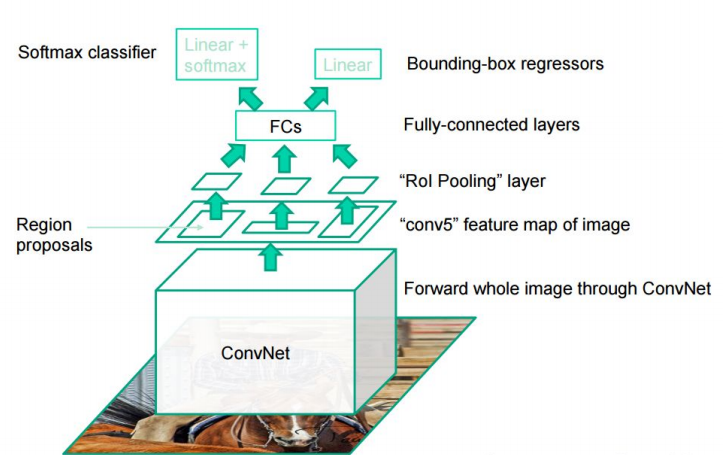 Softmax classifier
Linear +
softmax
Linear
Bounding-box regressors
FCs
Fully-connected layers
“RoI Pooling” layer
Region
proposals
“conv5” feature map of image
Forward whole image through ConvNet
ConvNet